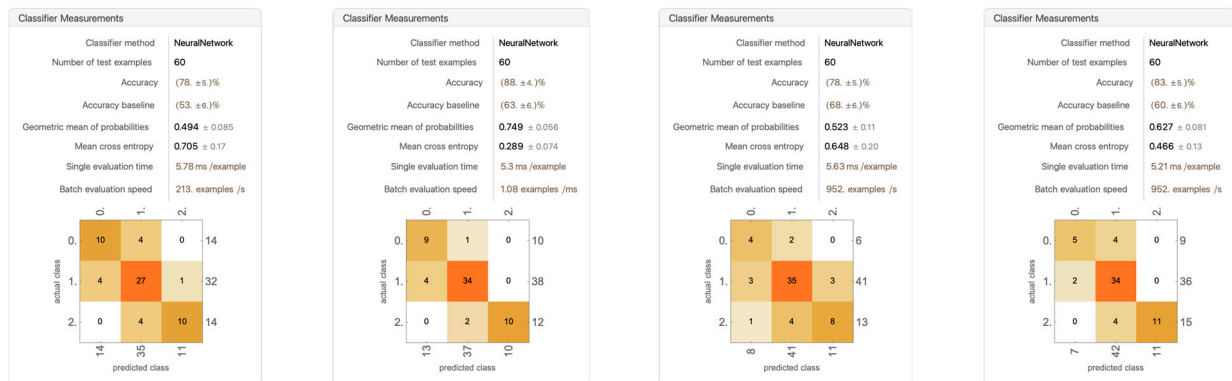 Classifier Measurements
Classifier method NeuralNetwork
Number of test examples 60
Accuracy (78. ±5.)%
Accuracy baseline (53. ±6.)%
Geometric mean of probabilities 0.494 ± 0.085
Mean cross entropy 0.705 ± 0.17
Single evaluation time 5.78 ms /example
Batch evaluation speed 213. examples /s
0. 1. 2.
0. 10 4 0 14
1. 4 27 1 32
2. 0 4 10 14
14 35 11
actual class
predicted class
Classifier Measurements
Classifier method NeuralNetwork
Number of test examples 60
Accuracy (88. ±4.)%
Accuracy baseline (63. ±6.)%
Geometric mean of probabilities 0.749 ± 0.056
Mean cross entropy 0.289 ± 0.074
Single evaluation time 5.3 ms /example
Batch evaluation speed 1.08 examples /ms
0. 1. 2.
0. 9 1 0 10
1. 4 34 0 38
2. 0 2 10 12
13 37 10
actual class
predicted class
Classifier Measurements
Classifier method NeuralNetwork
Number of test examples 60
Accuracy (78. ±5.)%
Accuracy baseline (68. ±6.)%
Geometric mean of probabilities 0.523 ± 0.11
Mean cross entropy 0.648 ± 0.20
Single evaluation time 5.63 ms /example
Batch evaluation speed 952. examples /s
0. 1. 2.
0. 4 2 0 6
1. 3 35 3 41
2. 1 4 8 13
8 41 11
actual class
predicted class
Classifier Measurements
Classifier method NeuralNetwork
Number of test examples 60
Accuracy (83. ±5.)%
Accuracy baseline (60. ±6.)%
Geometric mean of probabilities 0.627 ± 0.081
Mean cross entropy 0.466 ± 0.13
Single evaluation time 5.21 ms /example
Batch evaluation speed 952. examples /s
0. 1. 2.
0. 5 4 0 9
1. 2 34 0 36
2. 0 4 11 15
7 42 11
actual class
predicted class